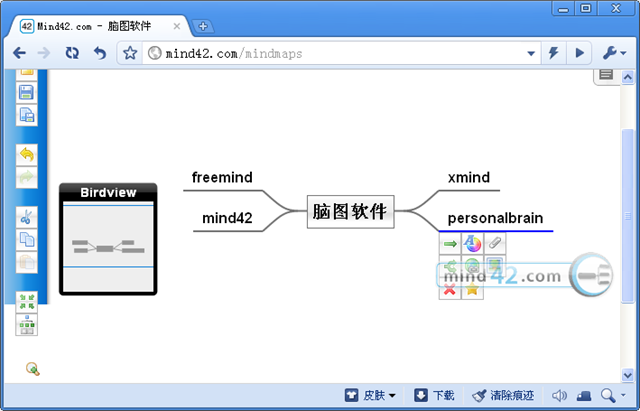 42 Mind42.com - 脑图软件
mind42.com/mindmaps
Birdview
freemind
mind42
脑图软件
xmind
personalbrain
A
mind42.com
皮肤
下载
清除痕迹